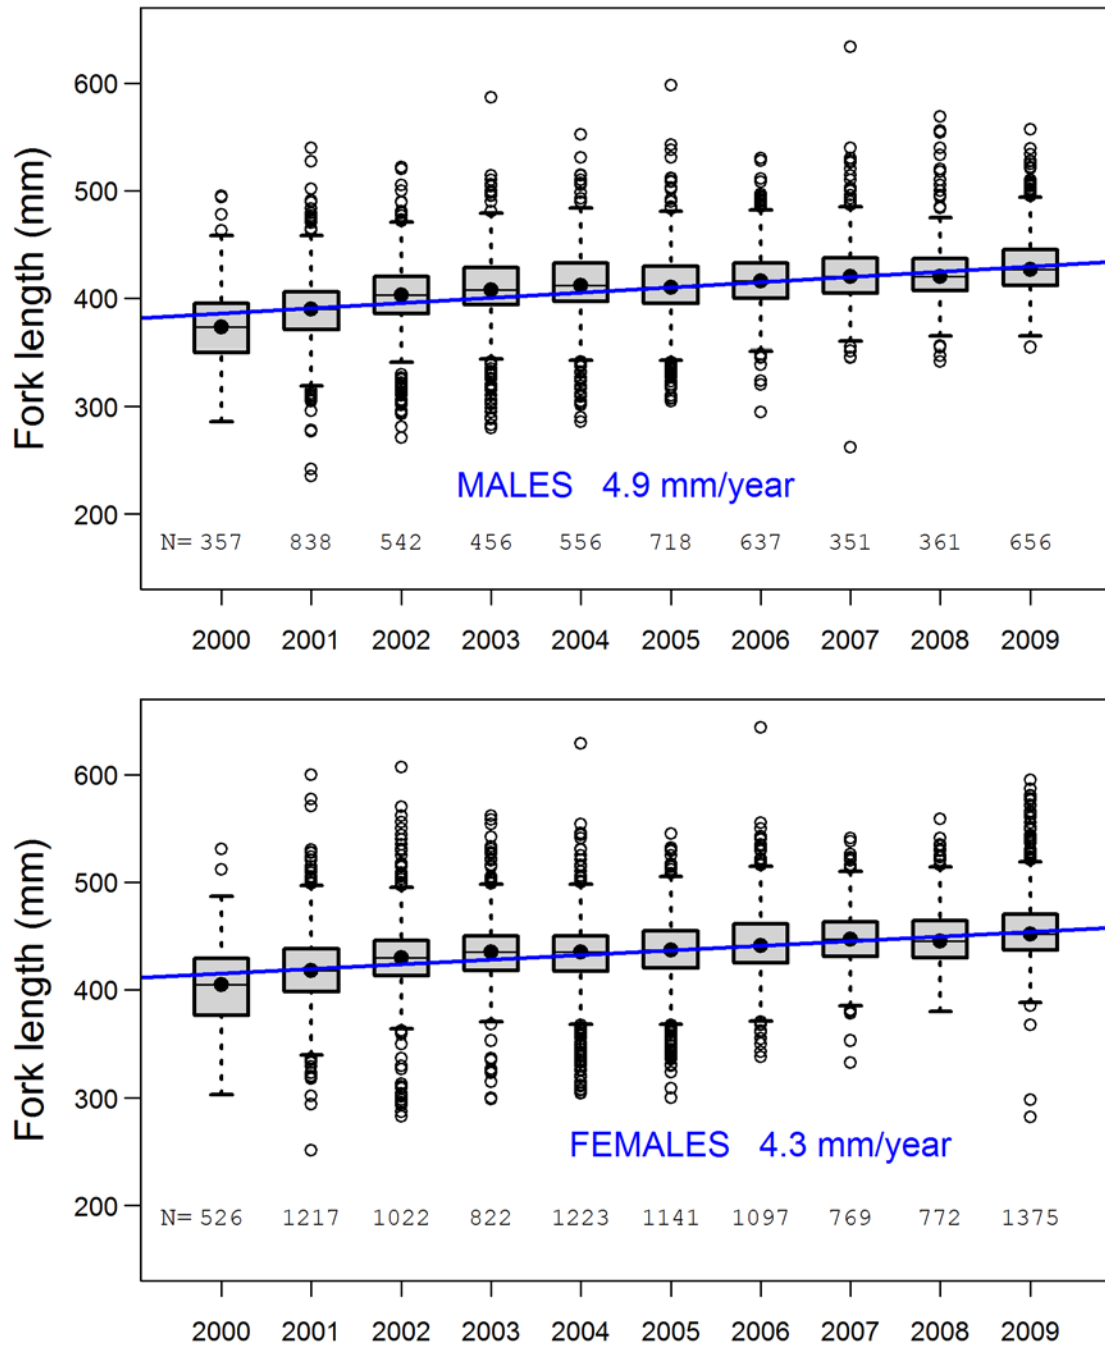 Fork length (mm)
600
500
400
300
200
MALES 4.9 mm/year
N= 357 838 542 456 556 718 637 351 361 656
2000 2001 2002 2003 2004 2005 2006 2007 2008 2009
Fork length (mm)
600
500
400
300
200
FEMALES 4.3 mm/year
N= 526 1217 1022 822 1223 1141 1097 769 772 1375
2000 2001 2002 2003 2004 2005 2006 2007 2008 2009